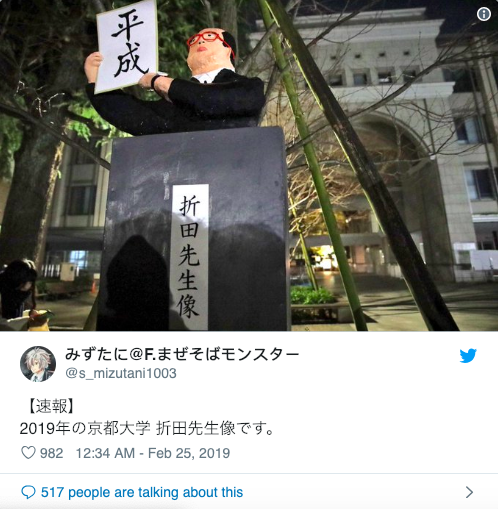 平成
折田先生像
みずたに@F.まぜそばモンスター
@s_mizutani1003
【速報】
2019年の京都大学 折田先生像です。
982 12:34 AM - Feb 25, 2019
517 people are talking about this